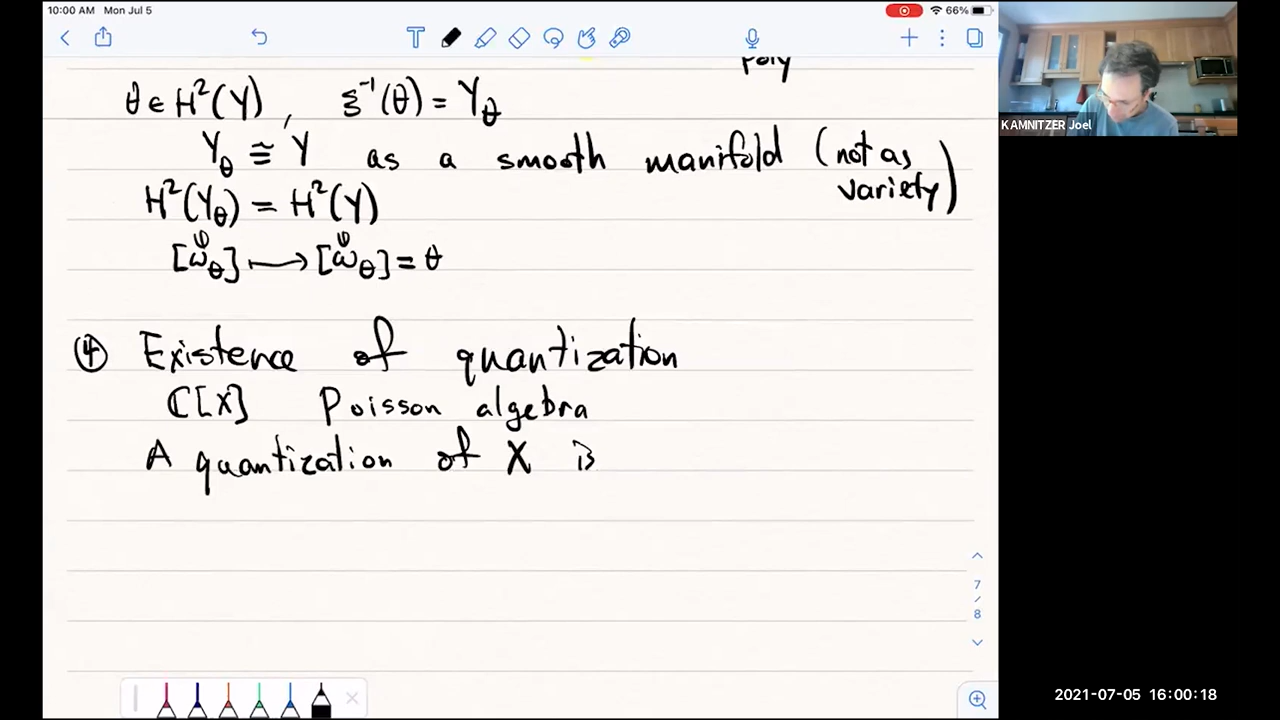 10:00 AM Mon Jul 5
66%
poly
θ ∈ H²(Y), ξ⁻¹(θ) = Y_θ
Y_θ ≅ Y as a smooth manifold (not as variety)
H²(Y_θ) = H²(Y)
[ω_θ] ⟼ [ω_θ] = θ
④ Existence of quantization
ℂ[X] Poisson algebra
A quantization of X is
7 / 8
KAMNITZER Joel
2021-07-05 16:00:18